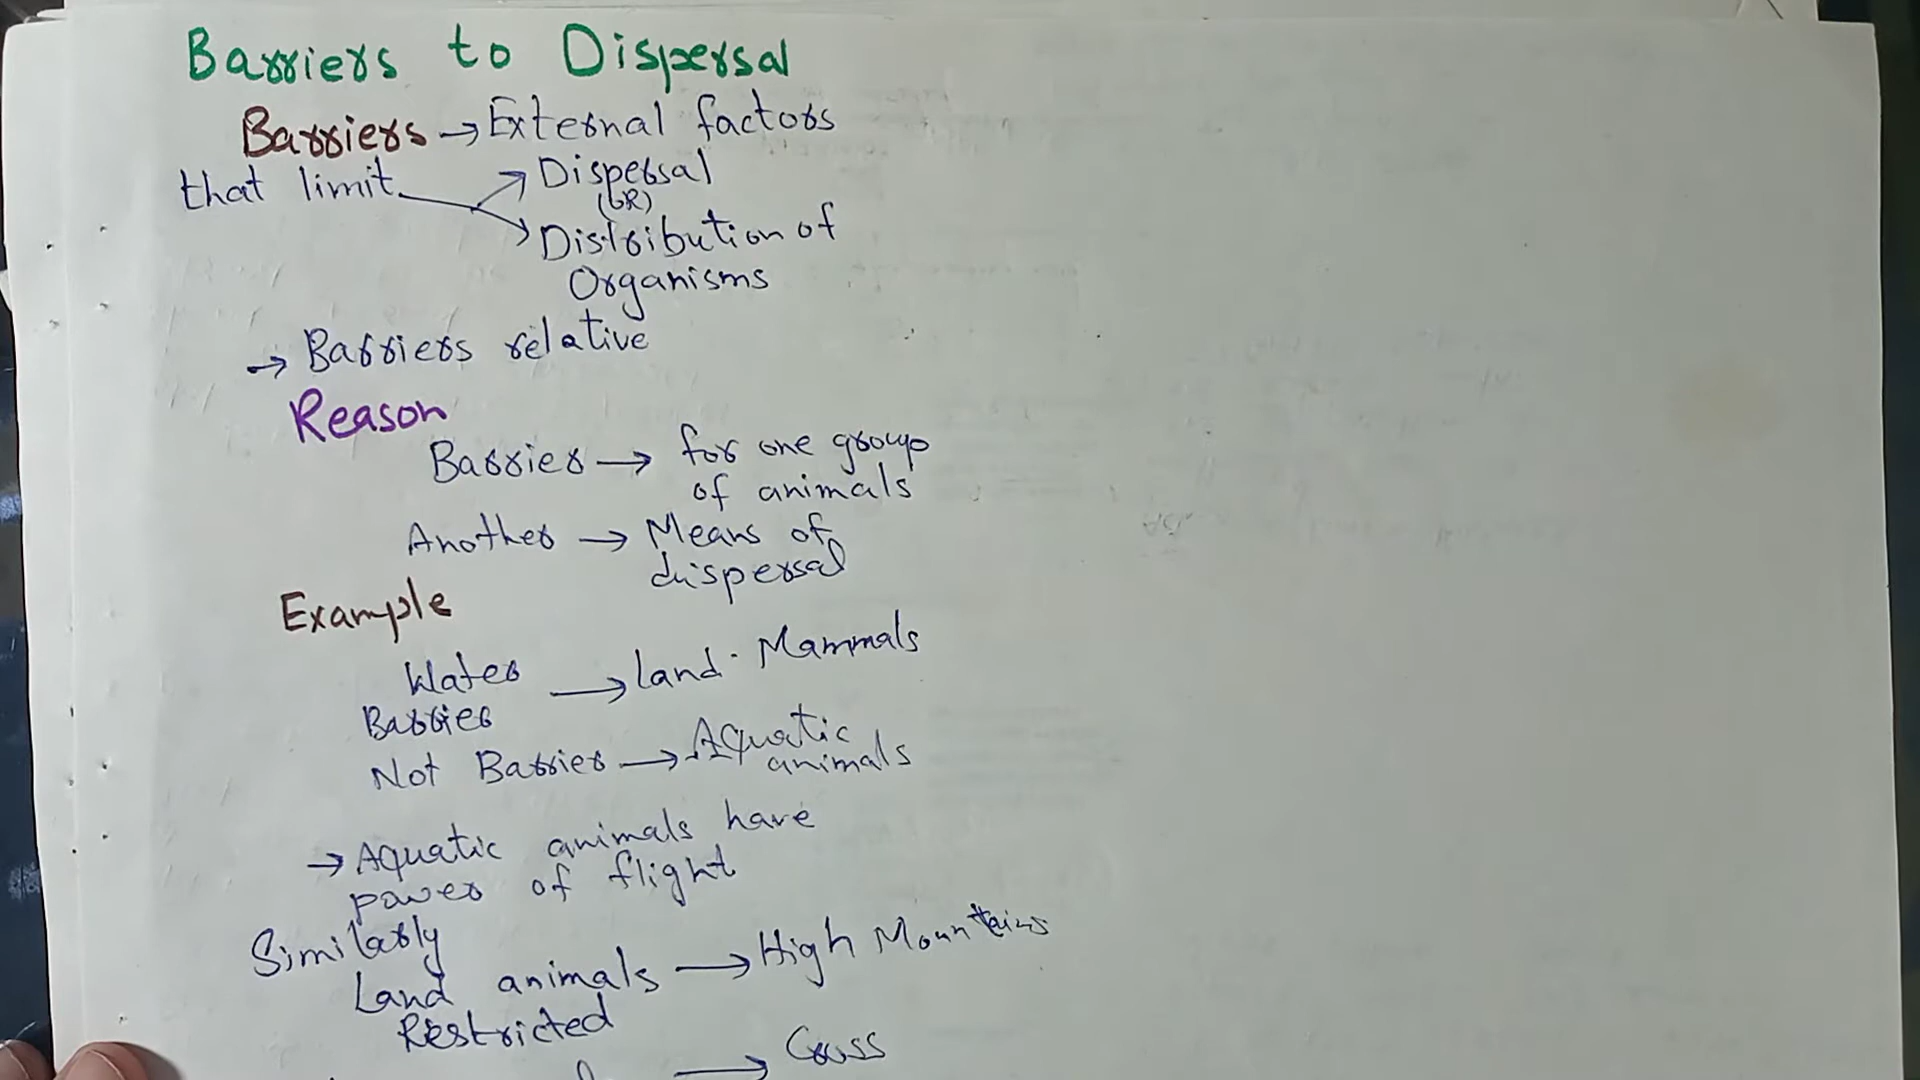 Barriers to Dispersal
Barriers → External factors
that limit → Dispersal
(OR)
→ Distribution of
Organisms
→ Barriers relative
Reason
Barrier → for one group
of animals
Another → Means of
dispersal
Example
Water → Land Mammals
Barrier
Not Barrier → Aquatic
animals
→ Aquatic animals have
power of flight
Similarly
Land animals → High Mountains
Restricted
→ Cross